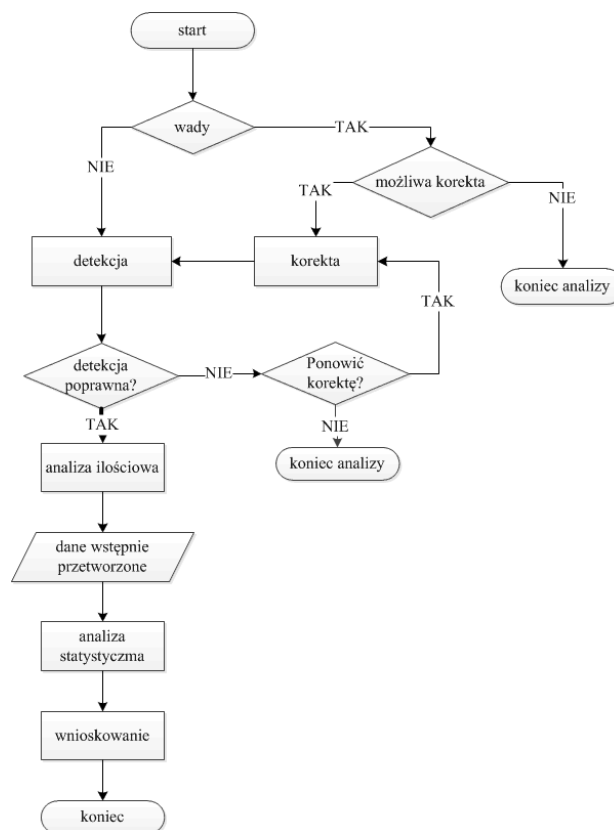 start
wady
TAK
NIE
możliwa korekta
TAK
NIE
detekcja
korekta
koniec analizy
TAK
detekcja
poprawna?
NIE
Ponowić
korektę?
TAK
NIE
analiza ilościowa
koniec analizy
dane wstępnie
przetworzone
analiza
statystyczma
wnioskowanie
koniec